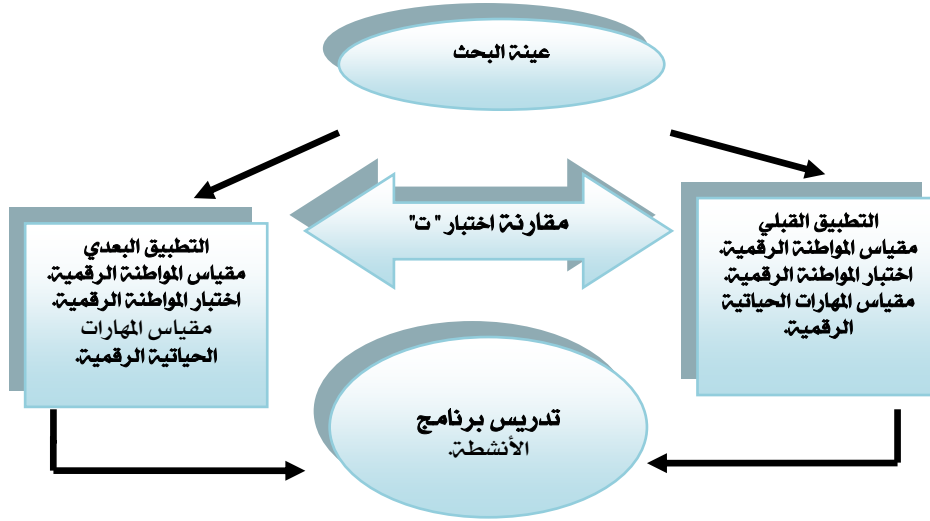 عينة البحث
مقارنة اختبار "ت"
التطبيق القبلي
مقياس المواطنة الرقمية.
اختبار المواطنة الرقمية.
مقياس المهارات الحياتية
الرقمية.
التطبيق البعدي
مقياس المواطنة الرقمية.
اختبار المواطنة الرقمية.
مقياس المهارات
الحياتية الرقمية.
تدريس برنامج
الأنشطة.